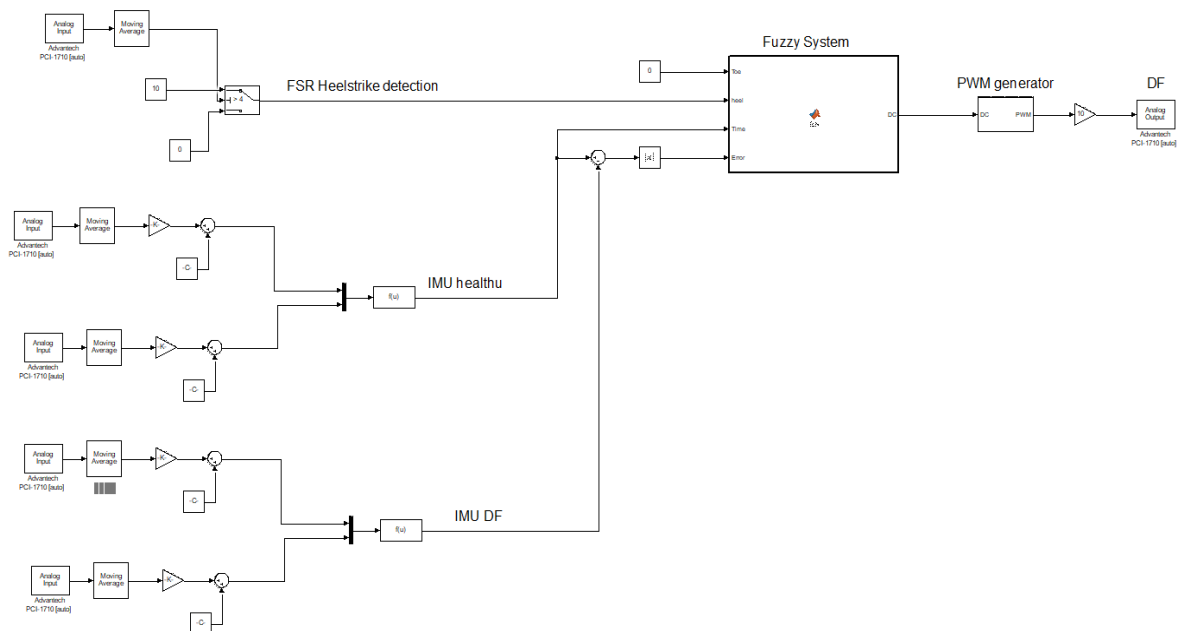 Analog
Input
Advantech
PCI-1710 [auto]
Moving
Average
10
0
> 4
FSR Heelstrike detection
0
Fuzzy System
Toe
heel
Time
Error
DC
PWM generator
DC
PWM
10
DF
Analog
Output
Advantech
PCI-1710 [auto]
|u|
Analog
Input
Advantech
PCI-1710 [auto]
Moving
Average
-K-
-C-
f(u)
IMU healthu
Analog
Input
Advantech
PCI-1710 [auto]
Moving
Average
-K-
-C-
Analog
Input
Advantech
PCI-1710 [auto]
Moving
Average
-K-
-C-
f(u)
IMU DF
Analog
Input
Advantech
PCI-1710 [auto]
Moving
Average
-K-
-C-